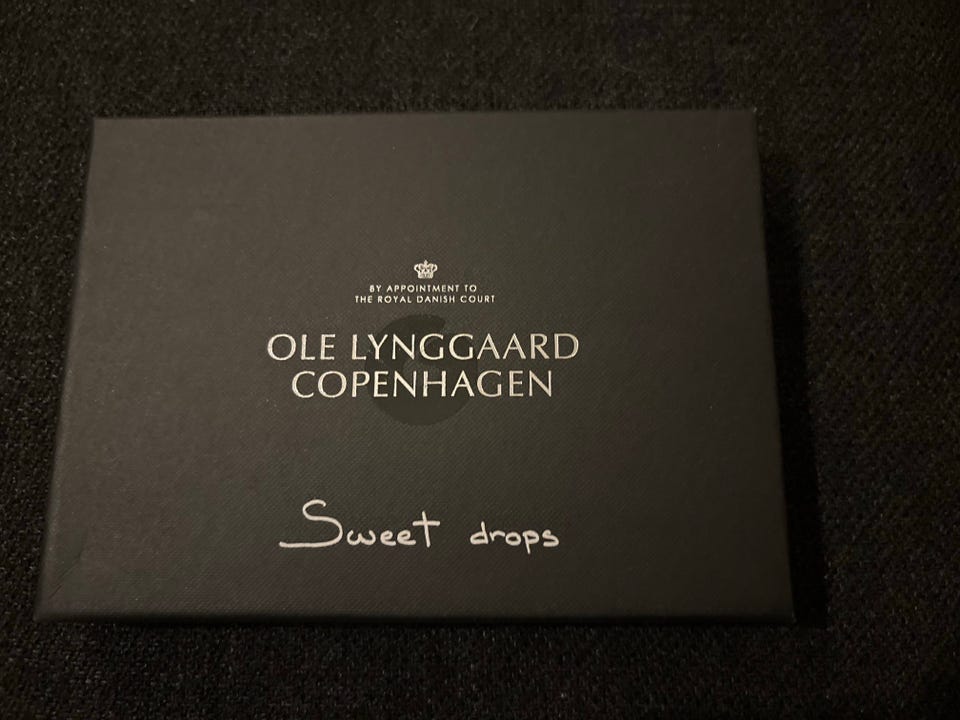 BY APPOINTMENT TO
THE ROYAL DANISH COURT
OLE LYNGGAARD
COPENHAGEN
Sweet drops